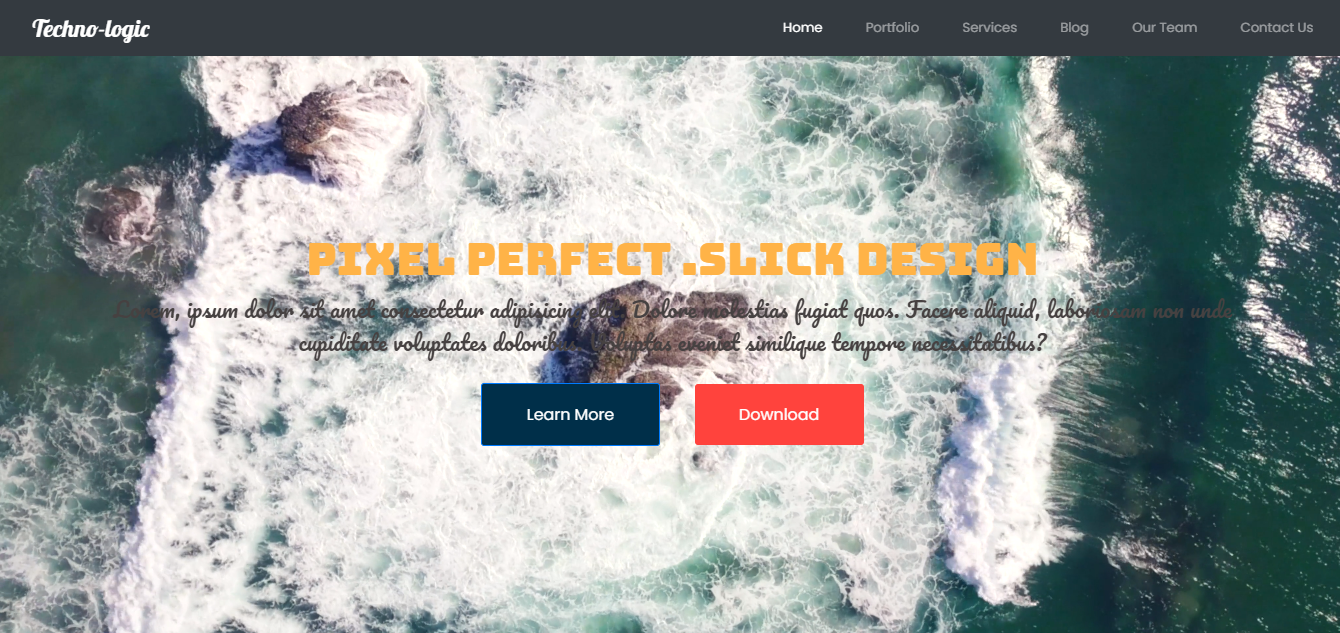 Techno-logic
Home Portfolio Services Blog Our Team Contact Us
PIXEL PERFECT .SLICK DESIGN
Lorem, ipsum dolor sit amet consectetur adipisicing elit. Dolore molestias fugiat quos. Facere aliquid, laboriosam non unde
cupiditate voluptates doloribus, voluptas eveniet similique tempore necessitatibus?
Learn More Download